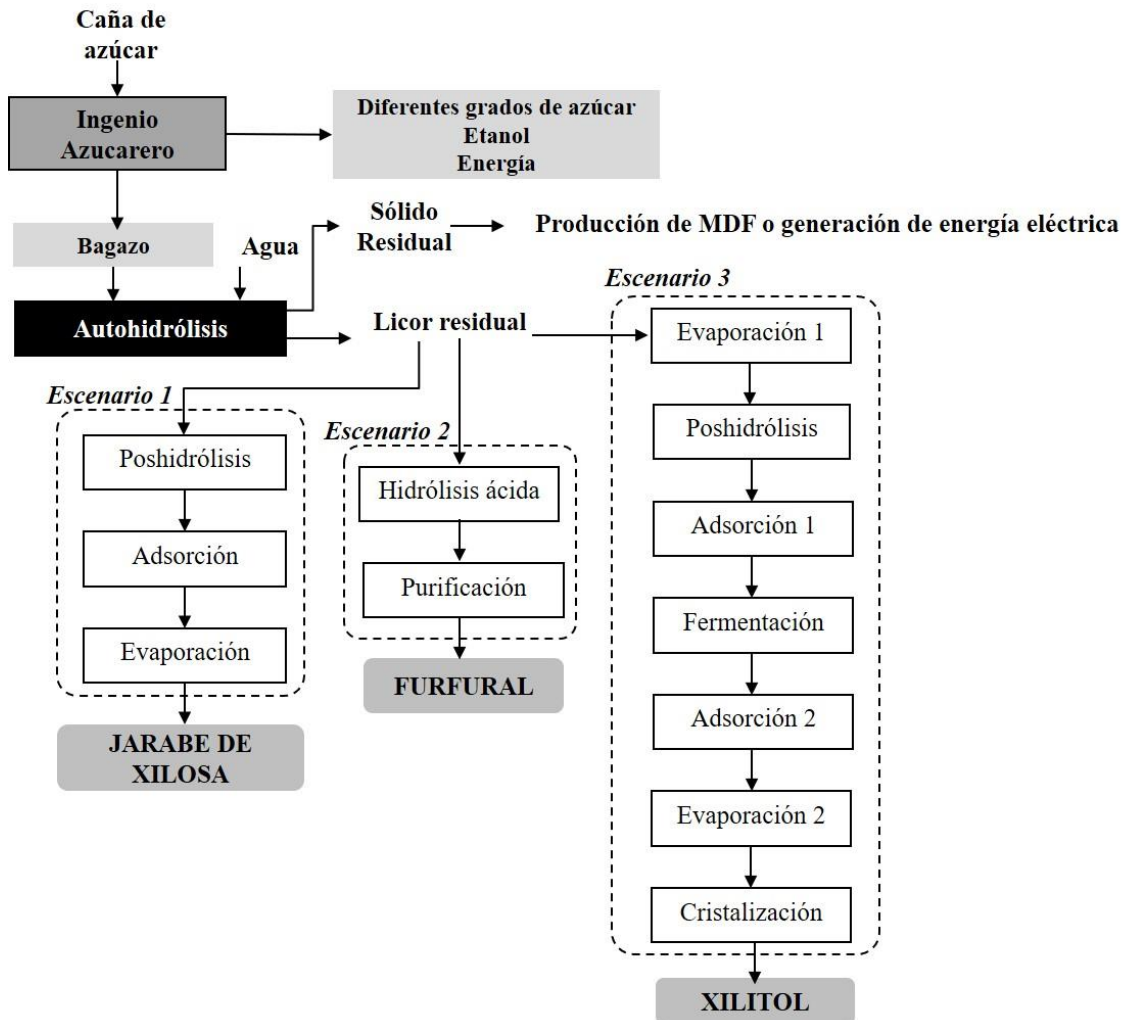 Caña de
azúcar
Ingenio
Azucarero
Diferentes grados de azúcar
Etanol
Energía
Bagazo
Agua
Sólido
Residual
Producción de MDF o generación de energía eléctrica
Autohidrólisis
Licor residual
Escenario 1
Poshidrólisis
Adsorción
Evaporación
JARABE DE
XILOSA
Escenario 2
Hidrólisis ácida
Purificación
FURFURAL
Escenario 3
Evaporación 1
Poshidrólisis
Adsorción 1
Fermentación
Adsorción 2
Evaporación 2
Cristalización
XILITOL